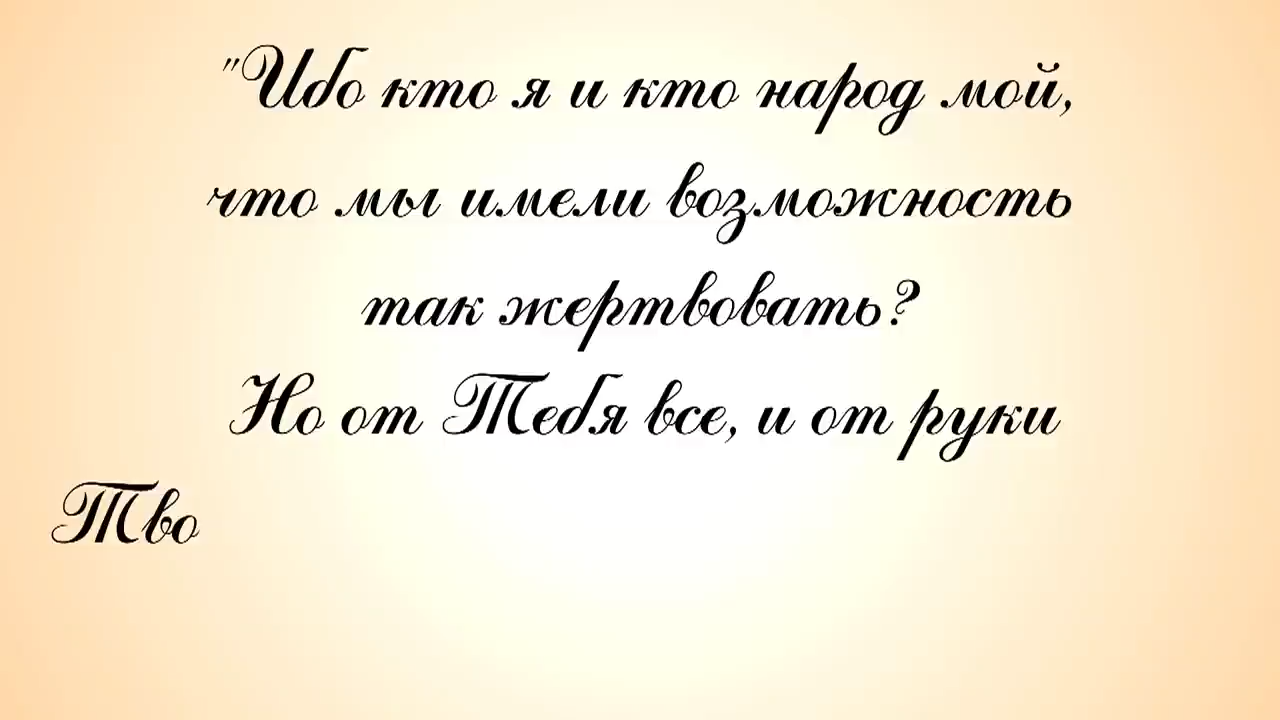 "Ибо кто я и кто народ мой,
что мы имели возможность
так жертвовать?
Но от Тебя все, и от руки
Тво